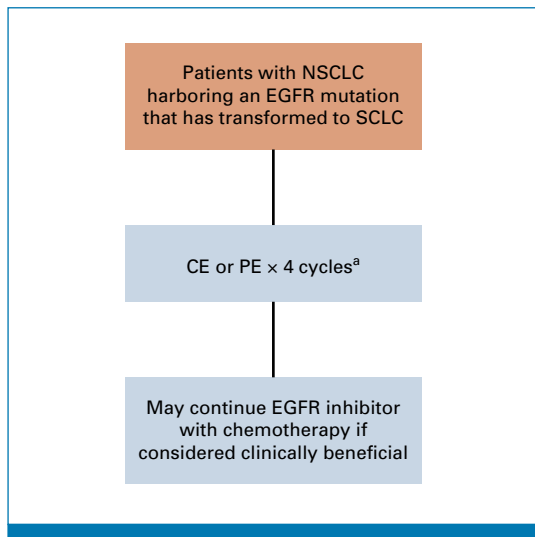 Patients with NSCLC
harboring an EGFR mutation
that has transformed to SCLC
CE or PE × 4 cyclesᵃ
May continue EGFR inhibitor
with chemotherapy if
considered clinically beneficial